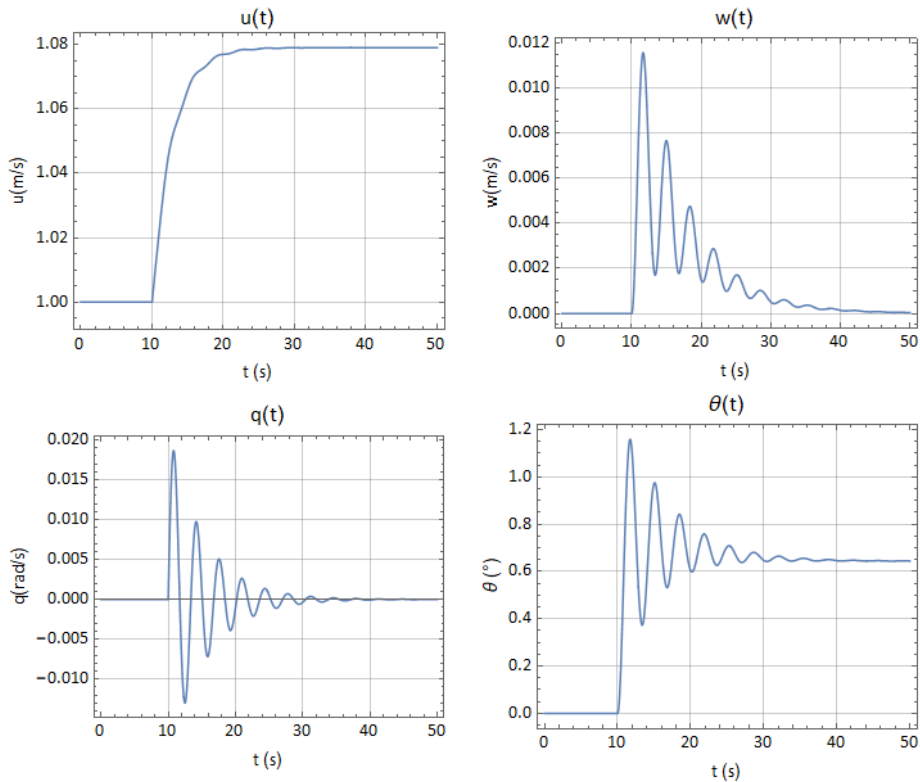 u(t)
1.08
1.06
1.04
1.02
1.00
u(m/s)
0 10 20 30 40 50
t (s)
w(t)
0.012
0.010
0.008
0.006
0.004
0.002
0.000
w(m/s)
0 10 20 30 40 50
t (s)
q(t)
0.020
0.015
0.010
0.005
0.000
−0.005
−0.010
q(rad/s)
0 10 20 30 40 50
t (s)
θ(t)
1.2
1.0
0.8
0.6
0.4
0.2
0.0
θ (°)
0 10 20 30 40 50
t (s)